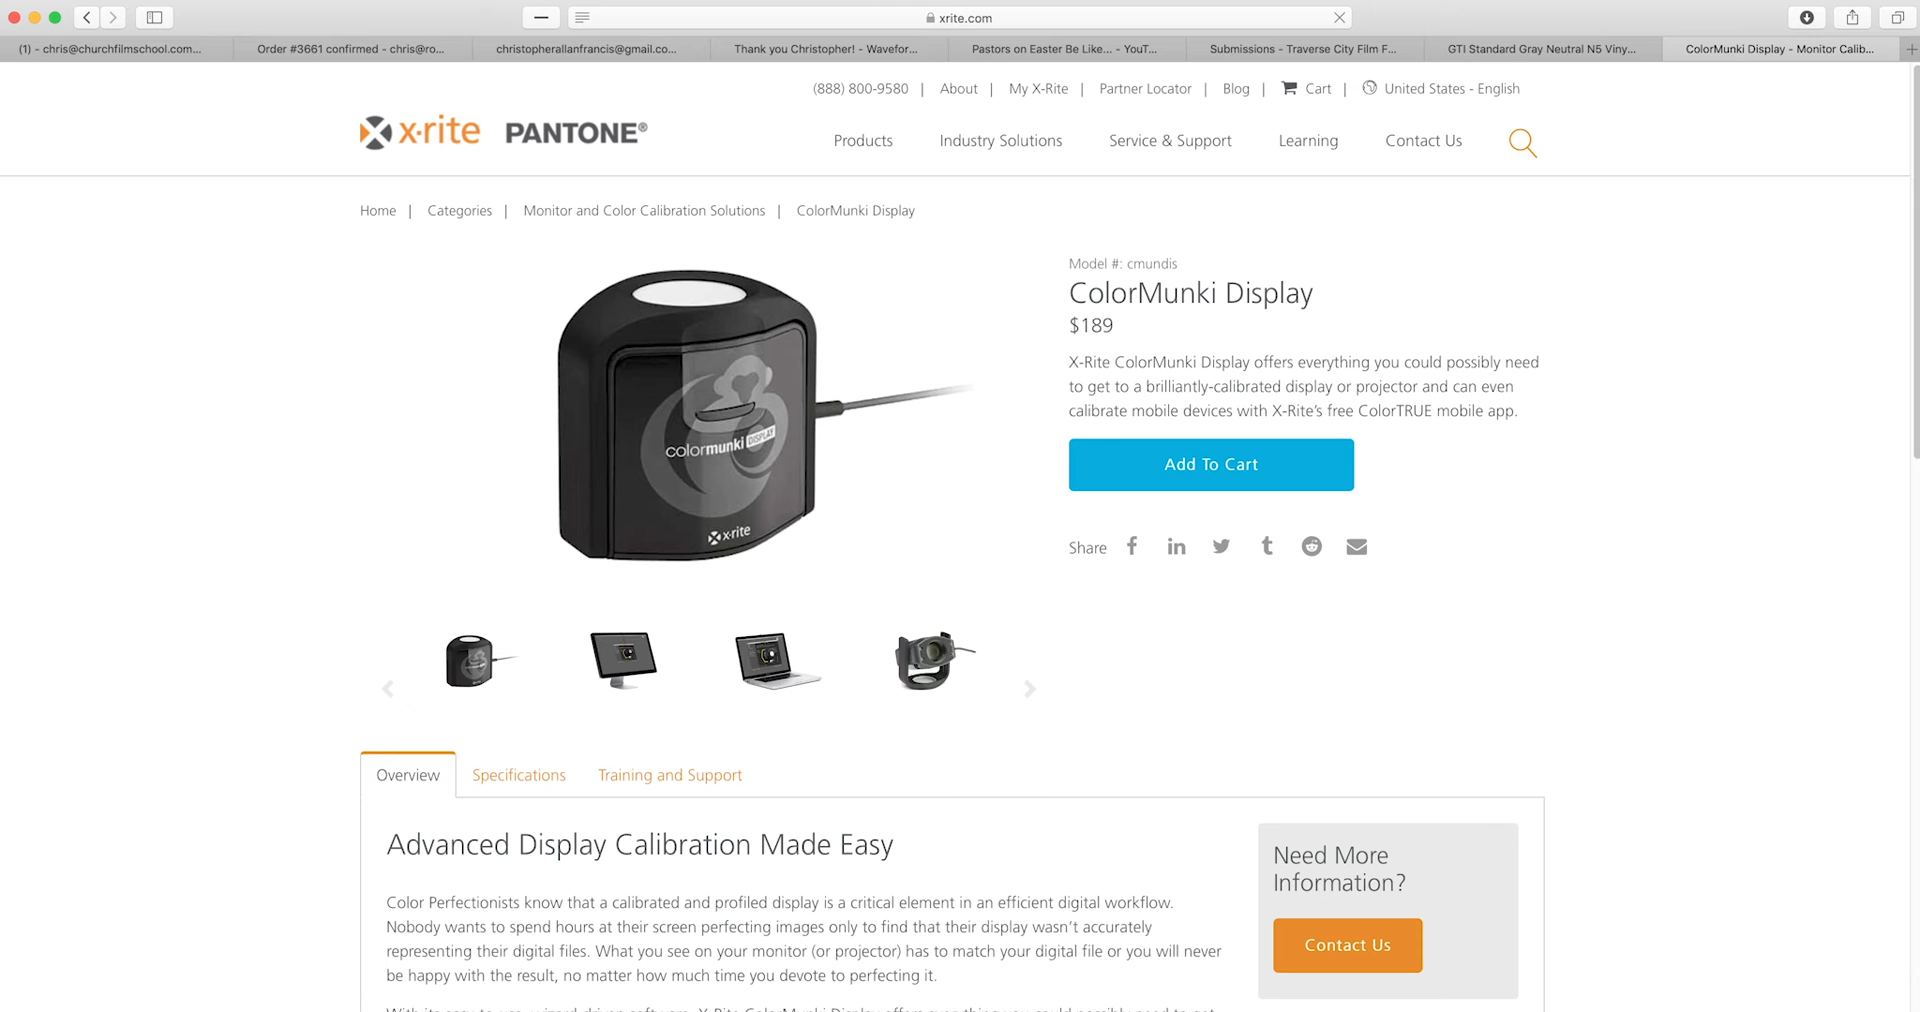 xrite.com
(1) - chris@churchfilmschool.com...
Order #3661 confirmed - chris@ro...
christopherallanfrancis@gmail.co...
Thank you Christopher! - Wavefor...
Pastors on Easter Be Like... - YouT...
Submissions - Traverse City Film F...
GTI Standard Gray Neutral N5 Viny...
ColorMunki Display - Monitor Calib...
(888) 800-9580 | About | My X-Rite | Partner Locator | Blog | Cart | United States - English
x·rite PANTONE®
Products Industry Solutions Service & Support Learning Contact Us
Home | Categories | Monitor and Color Calibration Solutions | ColorMunki Display
colormunki DISPLAY
x·rite
Model #: cmundis
ColorMunki Display
$189
X-Rite ColorMunki Display offers everything you could possibly need
to get to a brilliantly-calibrated display or projector and can even
calibrate mobile devices with X-Rite's free ColorTRUE mobile app.
Add To Cart
Share
Overview Specifications Training and Support
Advanced Display Calibration Made Easy
Color Perfectionists know that a calibrated and profiled display is a critical element in an efficient digital workflow.
Nobody wants to spend hours at their screen perfecting images only to find that their display wasn't accurately
representing their digital files. What you see on your monitor (or projector) has to match your digital file or you will never
be happy with the result, no matter how much time you devote to perfecting it.
Need More
Information?
Contact Us